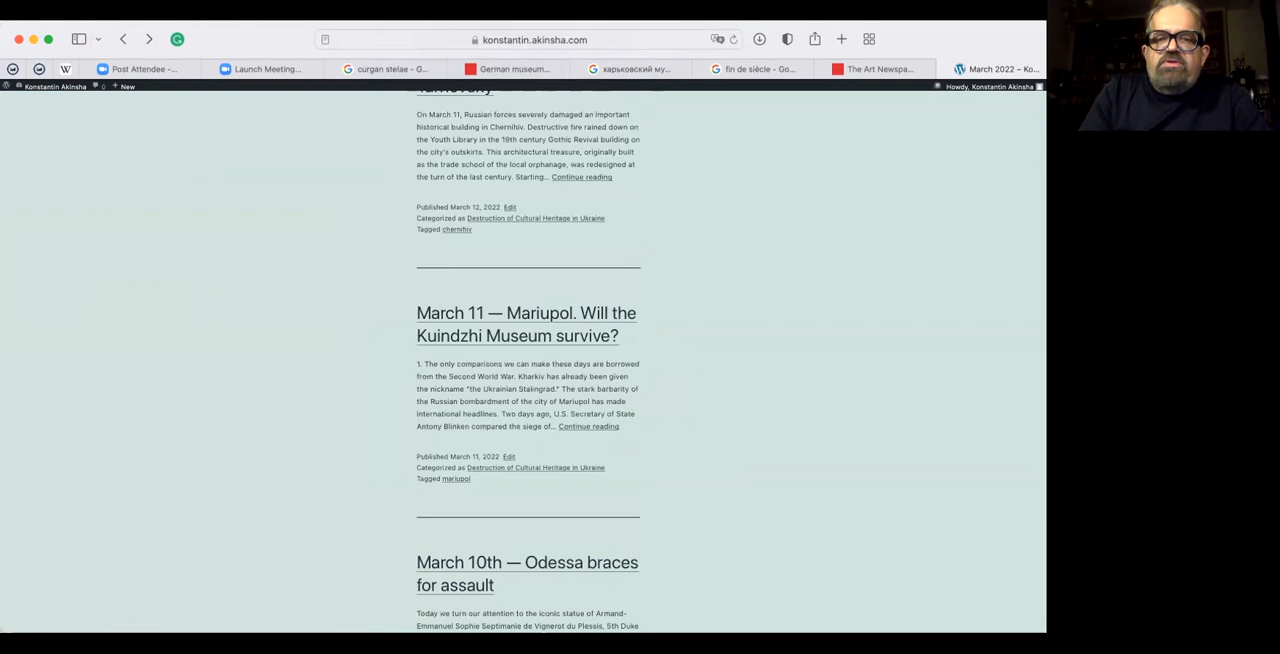 konstantin.akinsha.com
W
Post Attendee -...
Launch Meeting...
curgan stelae - G...
German museum...
харьковский му...
fin de siècle - Go...
The Art Newspa...
March 2022 – Ko...
Konstantin Akinsha
0
+ New
Howdy, Konstantin Akinsha
On March 11, Russian forces severely damaged an important
historical building in Chernihiv. Destructive fire rained down on
the Youth Library in the 19th century Gothic Revival building on
the city's outskirts. This architectural treasure, originally built
as the trade school of the local orphanage, was redesigned at
the turn of the last century. Starting... Continue reading
Published March 12, 2022 Edit
Categorized as Destruction of Cultural Heritage in Ukraine
Tagged chernihiv
March 11 — Mariupol. Will the
Kuindzhi Museum survive?
1. The only comparisons we can make these days are borrowed
from the Second World War. Kharkiv has already been given
the nickname "the Ukrainian Stalingrad." The stark barbarity of
the Russian bombardment of the city of Mariupol has made
international headlines. Two days ago, U.S. Secretary of State
Antony Blinken compared the siege of... Continue reading
Published March 11, 2022 Edit
Categorized as Destruction of Cultural Heritage in Ukraine
Tagged mariupol
March 10th — Odessa braces
for assault
Today we turn our attention to the iconic statue of Armand-
Emmanuel Sophie Septimanie de Vignerot du Plessis, 5th Duke